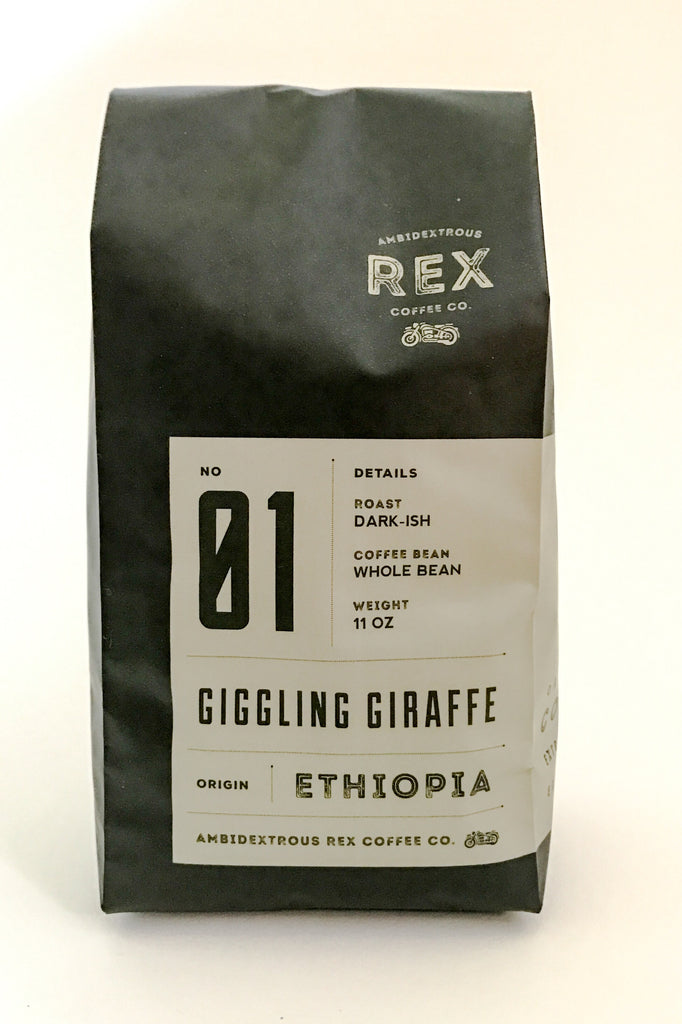 AMBIDEXTROUS
REX
COFFEE CO.
NO
01
DETAILS
ROAST
DARK-ISH
COFFEE BEAN
WHOLE BEAN
WEIGHT
11 OZ
GIGGLING GIRAFFE
ORIGIN
ETHIOPIA
AMBIDEXTROUS REX COFFEE CO.